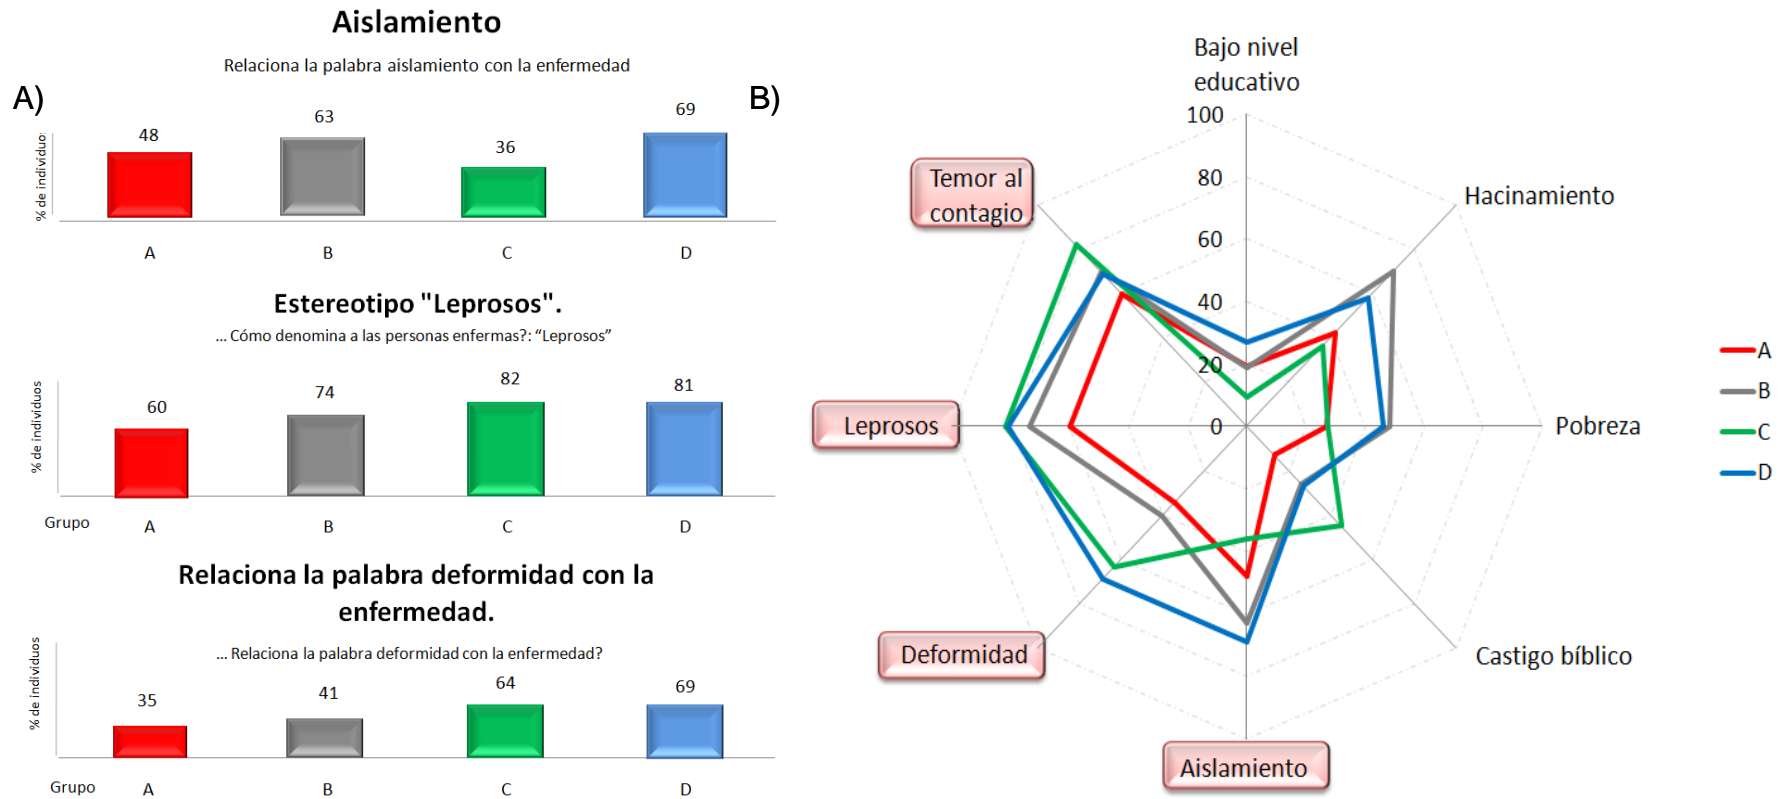 A)
Aislamiento
Relaciona la palabra aislamiento con la enfermedad
% de individuos
48
63
36
69
A
B
C
D
Estereotipo "Leprosos".
... Cómo denomina a las personas enfermas?: “Leprosos”
% de individuos
60
74
82
81
Grupo
A
B
C
D
Relaciona la palabra deformidad con la
enfermedad.
... Relaciona la palabra deformidad con la enfermedad?
% de individuos
35
41
64
69
Grupo
A
B
C
D
B)
Bajo nivel
educativo
100
80
60
40
20
0
Hacinamiento
Pobreza
Castigo bíblico
Aislamiento
Deformidad
Leprosos
Temor al
contagio
A
B
C
D